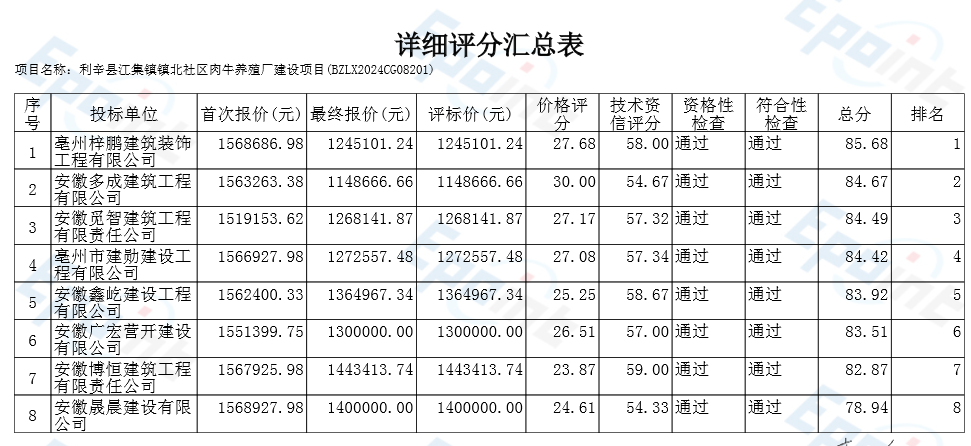 详细评分汇总表
项目名称：利辛县江集镇镇北社区肉牛养殖厂建设项目(BZLX2024CG08201)
序号 投标单位 首次报价(元) 最终报价(元) 评标价(元) 价格评分 技术资信评分 资格性检查 符合性检查 总分 排名
1 亳州梓鹏建筑装饰工程有限公司 1568686.98 1245101.24 1245101.24 27.68 58.00 通过 通过 85.68 1
2 安徽多成建筑工程有限公司 1563263.38 1148666.66 1148666.66 30.00 54.67 通过 通过 84.67 2
3 安徽觅智建筑工程有限责任公司 1519153.62 1268141.87 1268141.87 27.17 57.32 通过 通过 84.49 3
4 亳州市建勋建设工程有限公司 1566927.98 1272557.48 1272557.48 27.08 57.34 通过 通过 84.42 4
5 安徽鑫屹建设工程有限公司 1562400.33 1364967.34 1364967.34 25.25 58.67 通过 通过 83.92 5
6 安徽广宏营开建设有限公司 1551399.75 1300000.00 1300000.00 26.51 57.00 通过 通过 83.51 6
7 安徽博恒建筑工程有限责任公司 1567925.98 1443413.74 1443413.74 23.87 59.00 通过 通过 82.87 7
8 安徽晟晨建设有限公司 1568927.98 1400000.00 1400000.00 24.61 54.33 通过 通过 78.94 8
Epoint